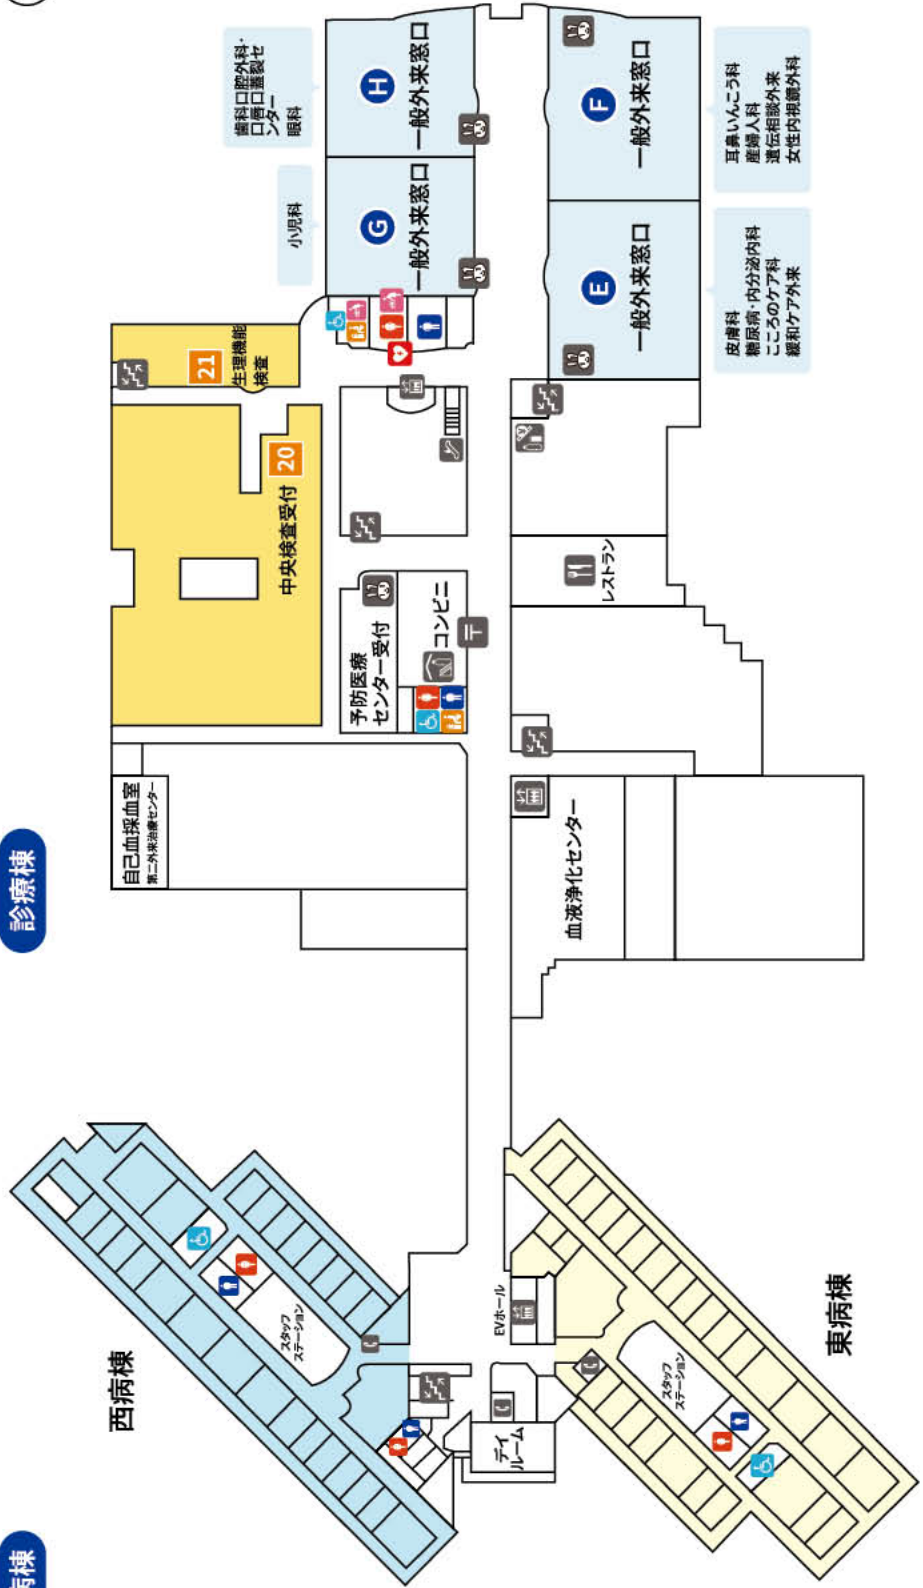 病棟
診療棟
西病棟
スタッフ
ステーション
EVホール
デイ
ルーム
スタッフ
ステーション
東病棟
自己血採血室
第二外来治療センター
血液浄化センター
中央検査受付
20
21
生理機能
検査
予防医療
センター受付
コンビニ
〒
レストラン
小児科
G
一般外来窓口
歯科口腔外科・
口唇口蓋裂セ
ンター
眼科
H
一般外来窓口
E
一般外来窓口
皮膚科
糖尿病・内分泌内科
こころのケア科
緩和ケア外来
F
一般外来窓口
耳鼻いんこう科
産婦人科
遺伝相談外来
女性内視鏡外科